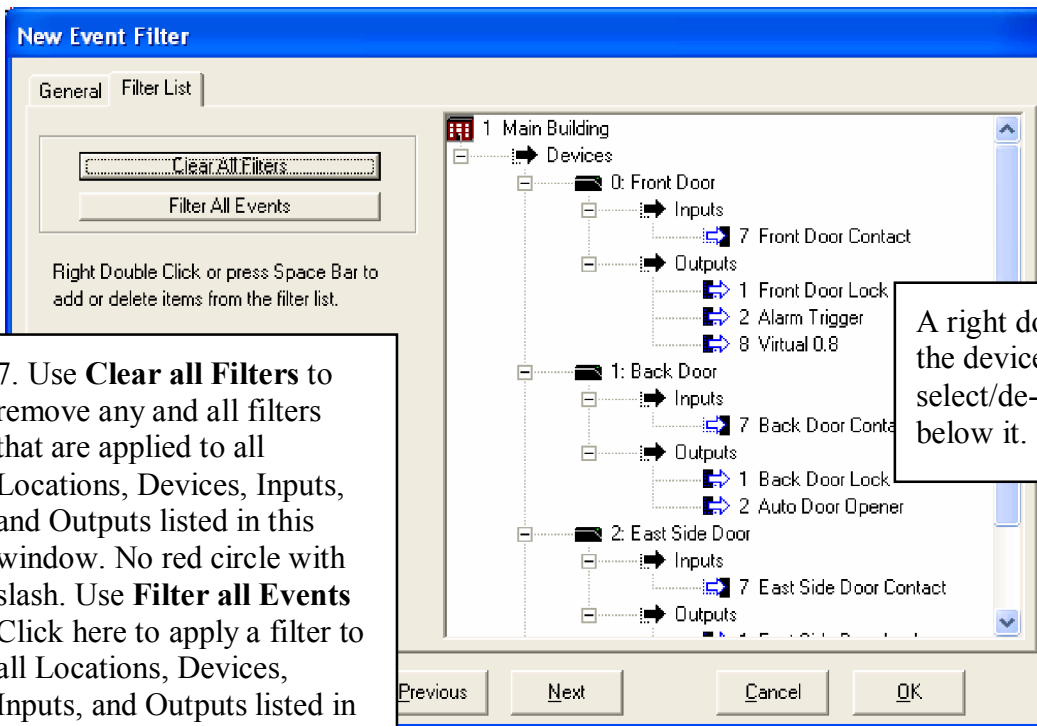 New Event Filter
General Filter List
Clear All Filters
Filter All Events
Right Double Click or press Space Bar to
add or delete items from the filter list.
1 Main Building
Devices
0: Front Door
Inputs
7 Front Door Contact
Outputs
1 Front Door Lock
2 Alarm Trigger
8 Virtual 0.8
1: Back Door
Inputs
7 Back Door
Outputs
1 Back Door Lock
2 Auto Door Opener
2: East Side Door
Inputs
7 East Side Door Contact
Outputs
A right
the
select/de-
below it.
7. Use Clear all Filters to
remove any and all filters
that are applied to all
Locations, Devices, Inputs,
and Outputs listed in this
window. No red circle with
slash. Use Filter all Events
Click here to apply a filter to
all Locations, Devices,
Inputs, and Outputs listed in
Previous Next Cancel OK